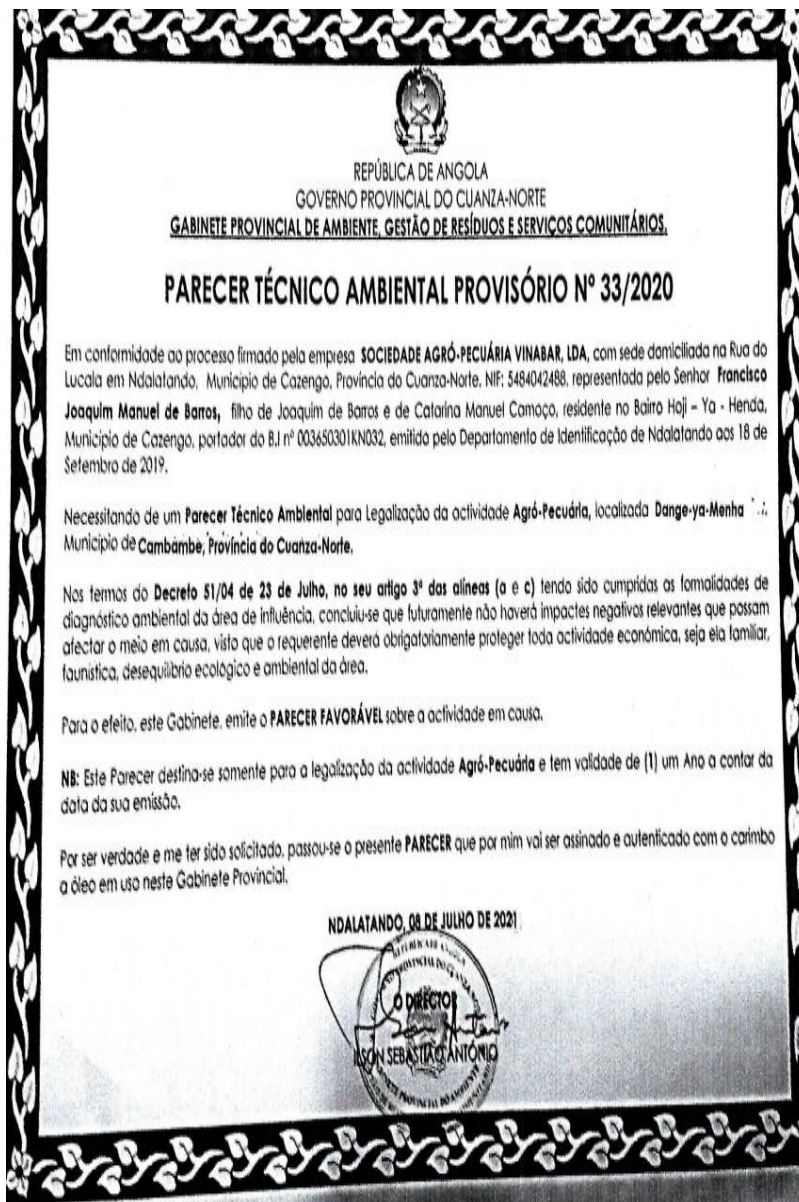 REPÚBLICA DE ANGOLA
GOVERNO PROVINCIAL DO CUANZA-NORTE
GABINETE PROVINCIAL DE AMBIENTE, GESTÃO DE RESÍDUOS E SERVIÇOS COMUNITÁRIOS.
PARECER TÉCNICO AMBIENTAL PROVISÓRIO Nº 33/2020
Em conformidade ao processo firmado pela empresa SOCIEDADE AGRÓ-PECUÁRIA VINABAR, LDA, com sede domiciliada na Rua do
Lucala em Ndalatando, Municipio de Cazengo, Província do Cuanza-Norte, NIF: 5484042488, representada pelo Senhor Francisco
Joaquim Manuel de Barros, filho de Joaquim de Barros e de Catarina Manuel Camoço, residente no Bairro Hoji – Ya - Henda,
Municipio de Cazengo, portador do B.I nº 003650301KN032, emitido pelo Departamento de Identificação de Ndalatando aos 18 de
Setembro de 2019.
Necessitando de um Parecer Técnico Ambiental para Legalização da actividade Agró-Pecuária, localizada Dange-ya-Menha
Municipio de Cambambe, Província do Cuanza-Norte.
Nos termos do Decreto 51/04 de 23 de Julho, no seu artigo 3º das alíneas (a e c) tendo sido cumpridas as formalidades de
diagnóstico ambiental da área de influência, concluiu-se que futuramente não haverá impactes negativos relevantes que possam
afectar o meio em causa, visto que o requerente deverá obrigatoriamente proteger toda actividade económica, seja ela familiar,
faunística, desequilíbrio ecológico e ambiental da área.
Para o efeito, este Gabinete, emite o PARECER FAVORÁVEL sobre a actividade em causa.
NB: Este Parecer destina-se somente para a legalização da actividade Agró-Pecuária e tem validade de (1) um Ano a contar da
data da sua emissão.
Por ser verdade e me ter sido solicitado, passou-se o presente PARECER que por mim vai ser assinado e autenticado com o carimbo
a óleo em uso neste Gabinete Provincial.
NDALATANDO, 08 DE JULHO DE 2021
O DIRECTOR
ILSON SEBASTIÃO ANTÓNIO